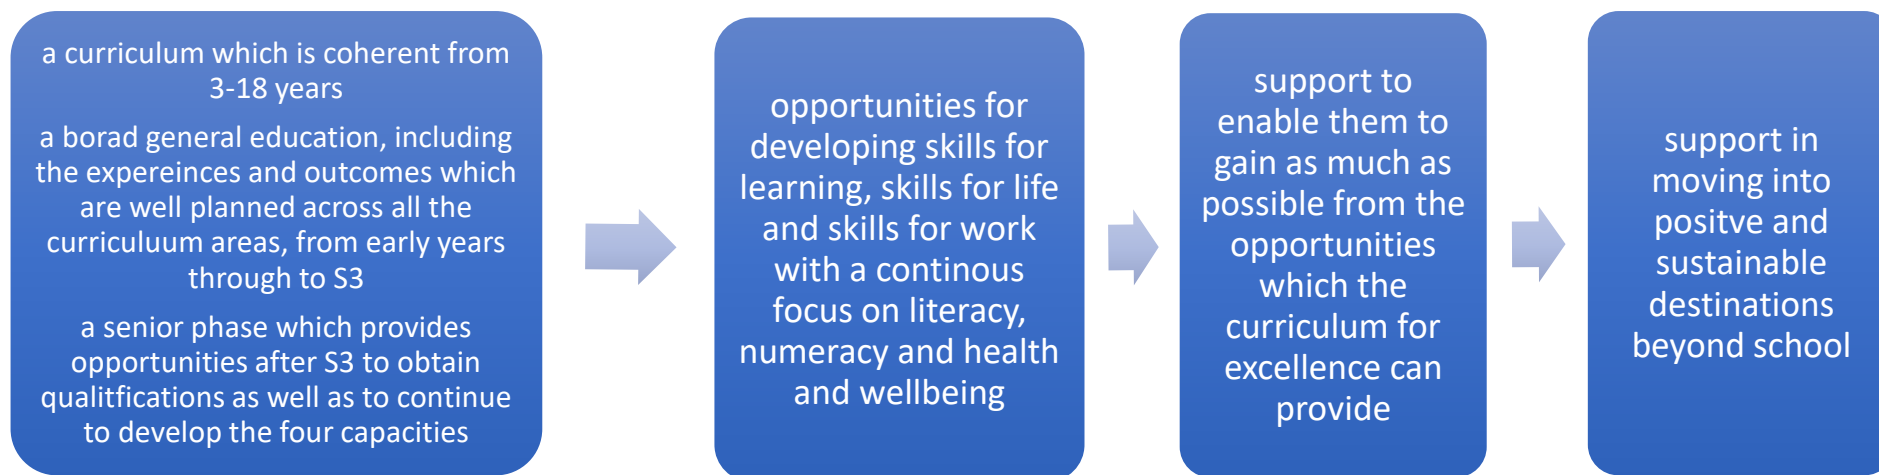 a curriculum which is coherent from
3-18 years
a borad general education, including
the expereinces and outcomes which
are well planned across all the
curriculuum areas, from early years
through to S3
a senior phase which provides
opportunities after S3 to obtain
qualitfications as well as to continue
to develop the four capacities
opportunities for
developing skills for
learning, skills for life
and skills for work
with a continous
focus on literacy,
numeracy and health
and wellbeing
support to
enable them to
gain as much as
possible from the
opportunities
which the
curriculum for
excellence can
provide
support in
moving into
positve and
sustainable
destinations
beyond school